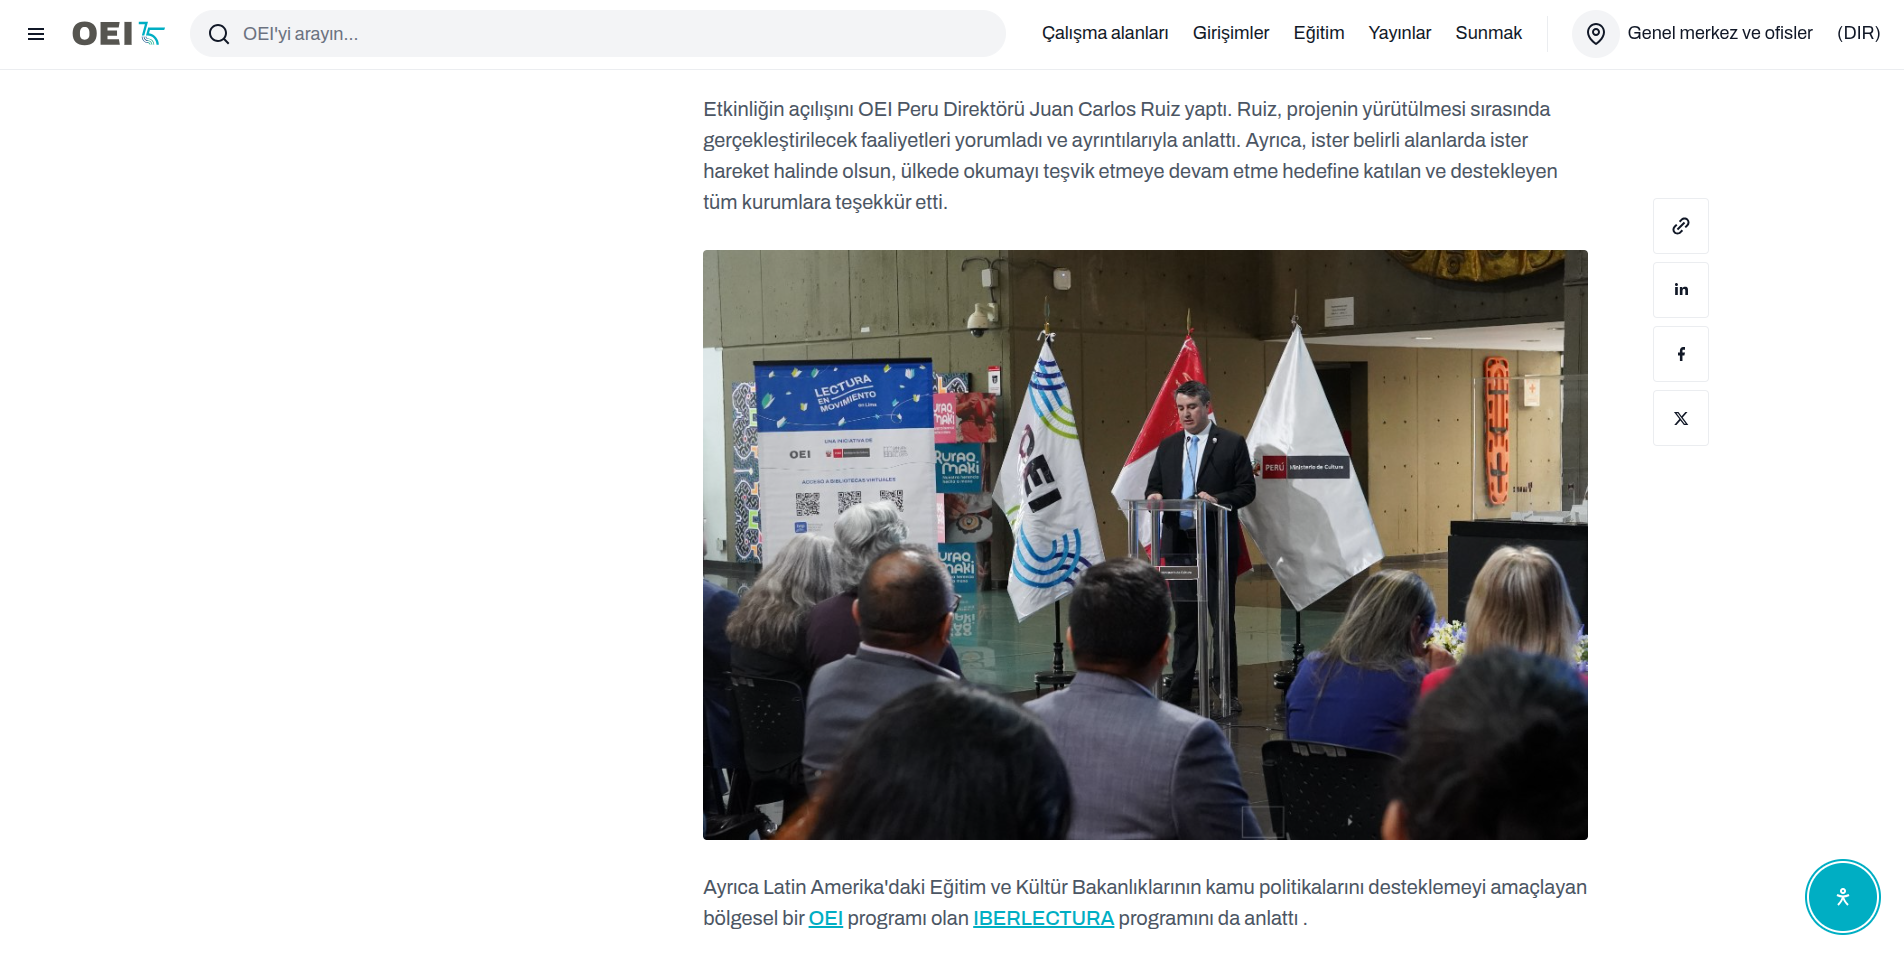 OEI
OEI'yi arayın...
Çalışma alanları
Girişimler
Eğitim
Yayınlar
Sunmak
Genel merkez ve ofisler
(DIR)
Etkinliğin açılışını OEI Peru Direktörü Juan Carlos Ruiz yaptı. Ruiz, projenin yürütülmesi sırasında
gerçekleştirilecek faaliyetleri yorumladı ve ayrıntılarıyla anlattı. Ayrıca, ister belirli alanlarda ister
hareket halinde olsun, ülkede okumayı teşvik etmeye devam etme hedefine katılan ve destekleyen
tüm kurumlara teşekkür etti.
LECTURA
EN
MOVIMIENTO
en Lima
UNA INICIATIVA DE
OEI
ACCESO A BIBLIOTECAS VIRTUALES
RURAQ
MAKI
OEI
PERÚ
Ministerio de Cultura
Ayrıca Latin Amerika'daki Eğitim ve Kültür Bakanlıklarının kamu politikalarını desteklemeyi amaçlayan
bölgesel bir OEI programı olan IBERLECTURA programını da anlattı .